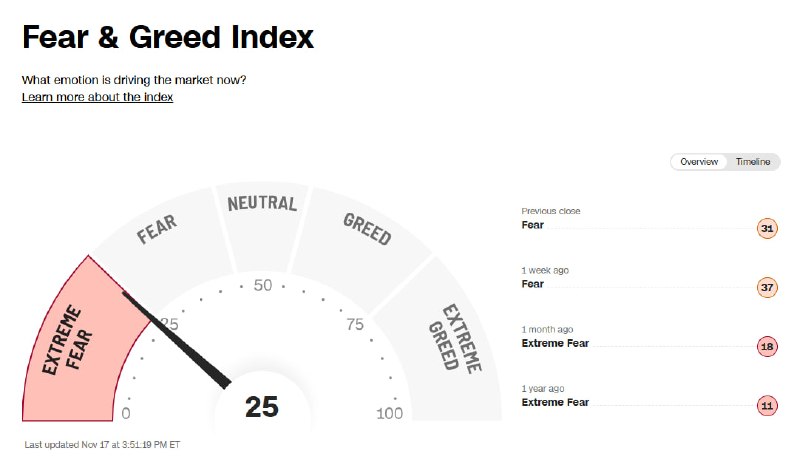 Fear & Greed Index
What emotion is driving the market now?
Learn more about the index
Overview
Timeline
EXTREME
FEAR
FEAR
NEUTRAL
GREED
EXTREME
GREED
0
25
50
75
100
25
Previous close
Fear
31
1 week ago
Fear
37
1 month ago
Extreme Fear
18
1 year ago
Extreme Fear
11
Last updated Nov 17 at 3:51:19 PM ET